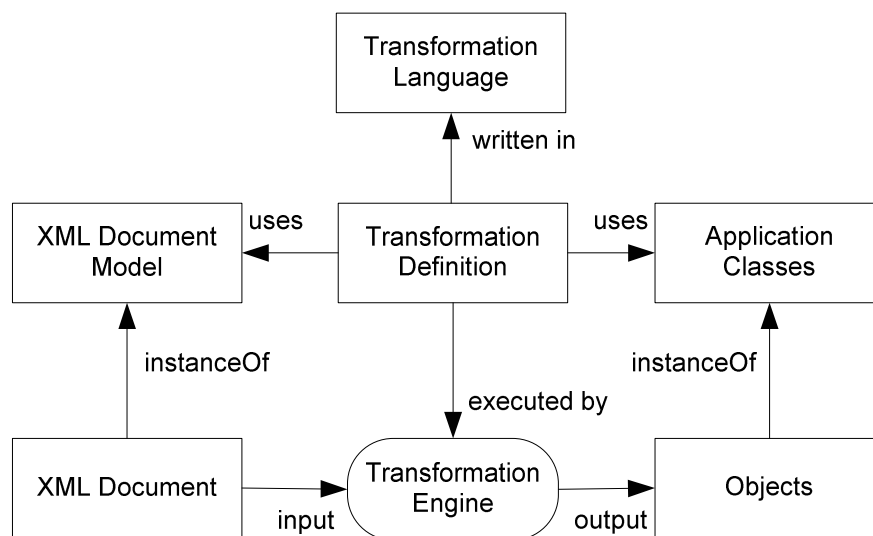 Transformation
Language
written in
uses
uses
XML Document
Model
Transformation
Definition
Application
Classes
instanceOf
instanceOf
executed by
XML Document
Transformation
Engine
Objects
input
output